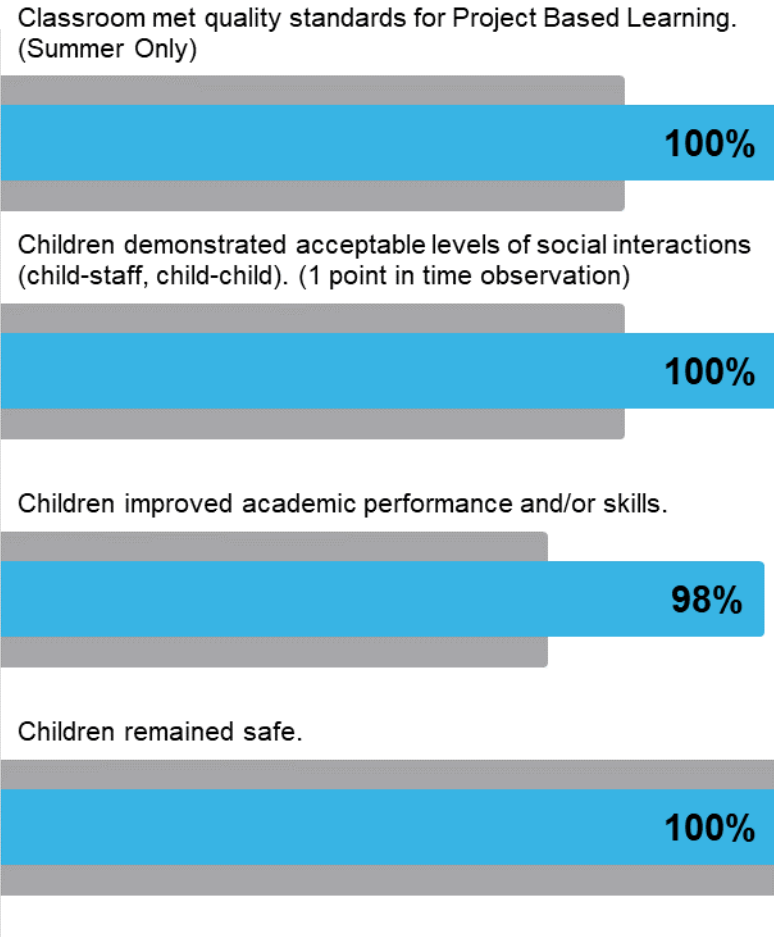 Classroom met quality standards for Project Based Learning.
(Summer Only)
100%
Children demonstrated acceptable levels of social interactions
(child-staff, child-child). (1 point in time observation)
100%
Children improved academic performance and/or skills.
98%
Children remained safe.
100%